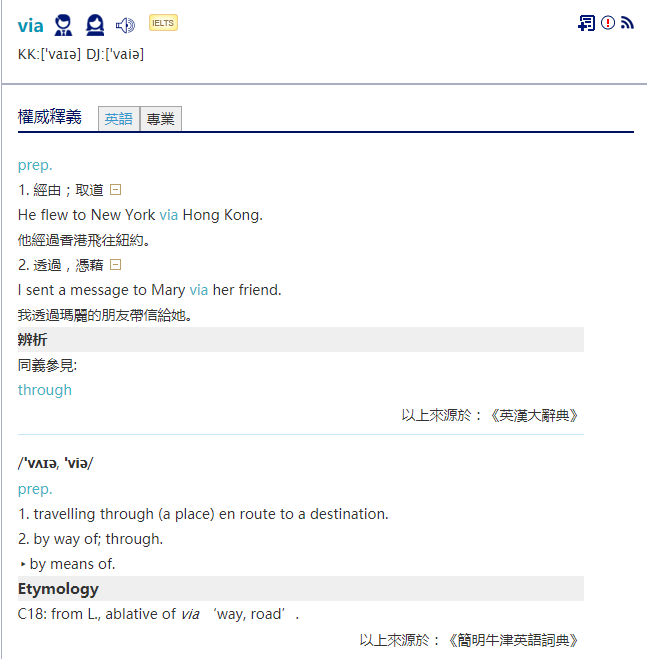 via IELTS
KK:[ˈvaɪə] DJ:[ˈvaiə]
權威釋義 英語 專業
prep.
1. 經由；取道
He flew to New York via Hong Kong.
他經過香港飛往紐約。
2. 透過，憑藉
I sent a message to Mary via her friend.
我透過瑪麗的朋友帶信給她。
辨析
同義參見:
through
以上來源於：《英漢大辭典》
/ˈvʌɪə, ˈviə/
prep.
1. travelling through (a place) en route to a destination.
2. by way of; through.
‣ by means of.
Etymology
C18: from L., ablative of via ‘way, road’.
以上來源於：《簡明牛津英語詞典》